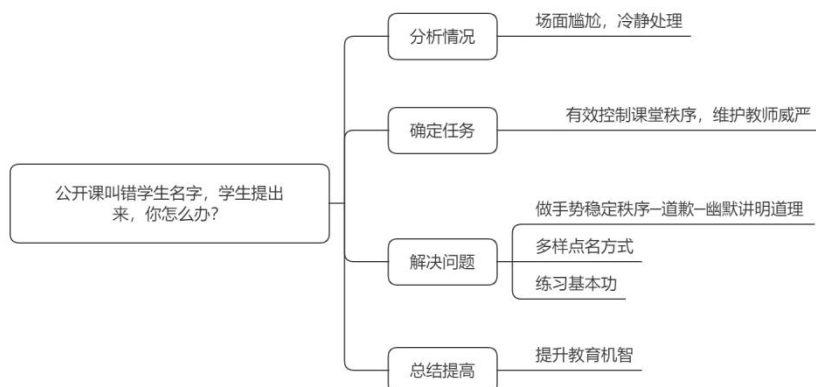 公开课叫错学生名字，学生提出
来，你怎么办？
分析情况
场面尴尬，冷静处理
确定任务
有效控制课堂秩序，维护教师威严
解决问题
做手势稳定秩序—道歉—幽默讲明道理
多样点名方式
练习基本功
总结提高
提升教育机智